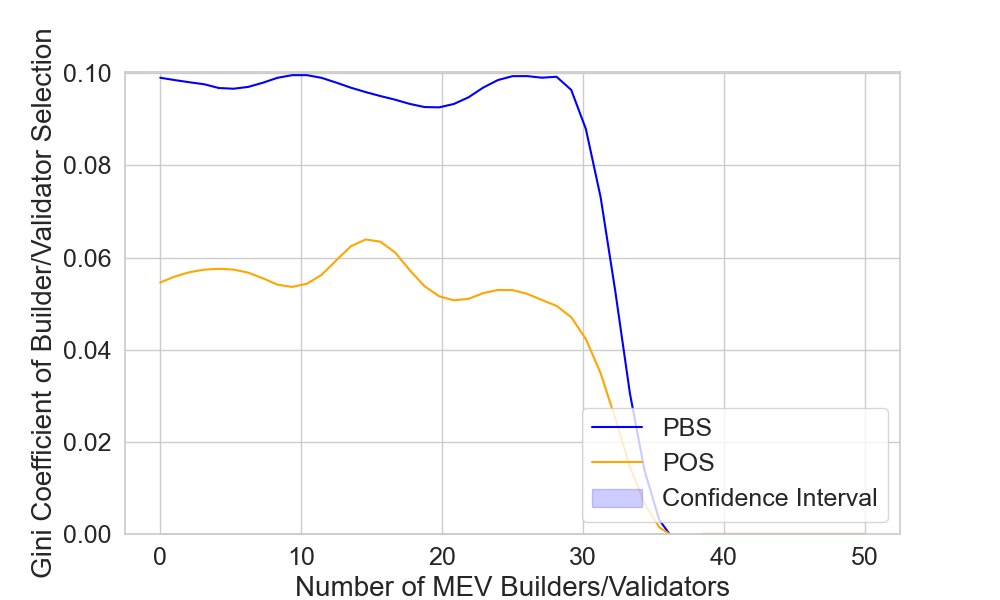 Gini Coefficient of Builder/Validator Selection
0.10
0.08
0.06
0.04
0.02
0.00
PBS
POS
Confidence Interval
0 10 20 30 40 50
Number of MEV Builders/Validators